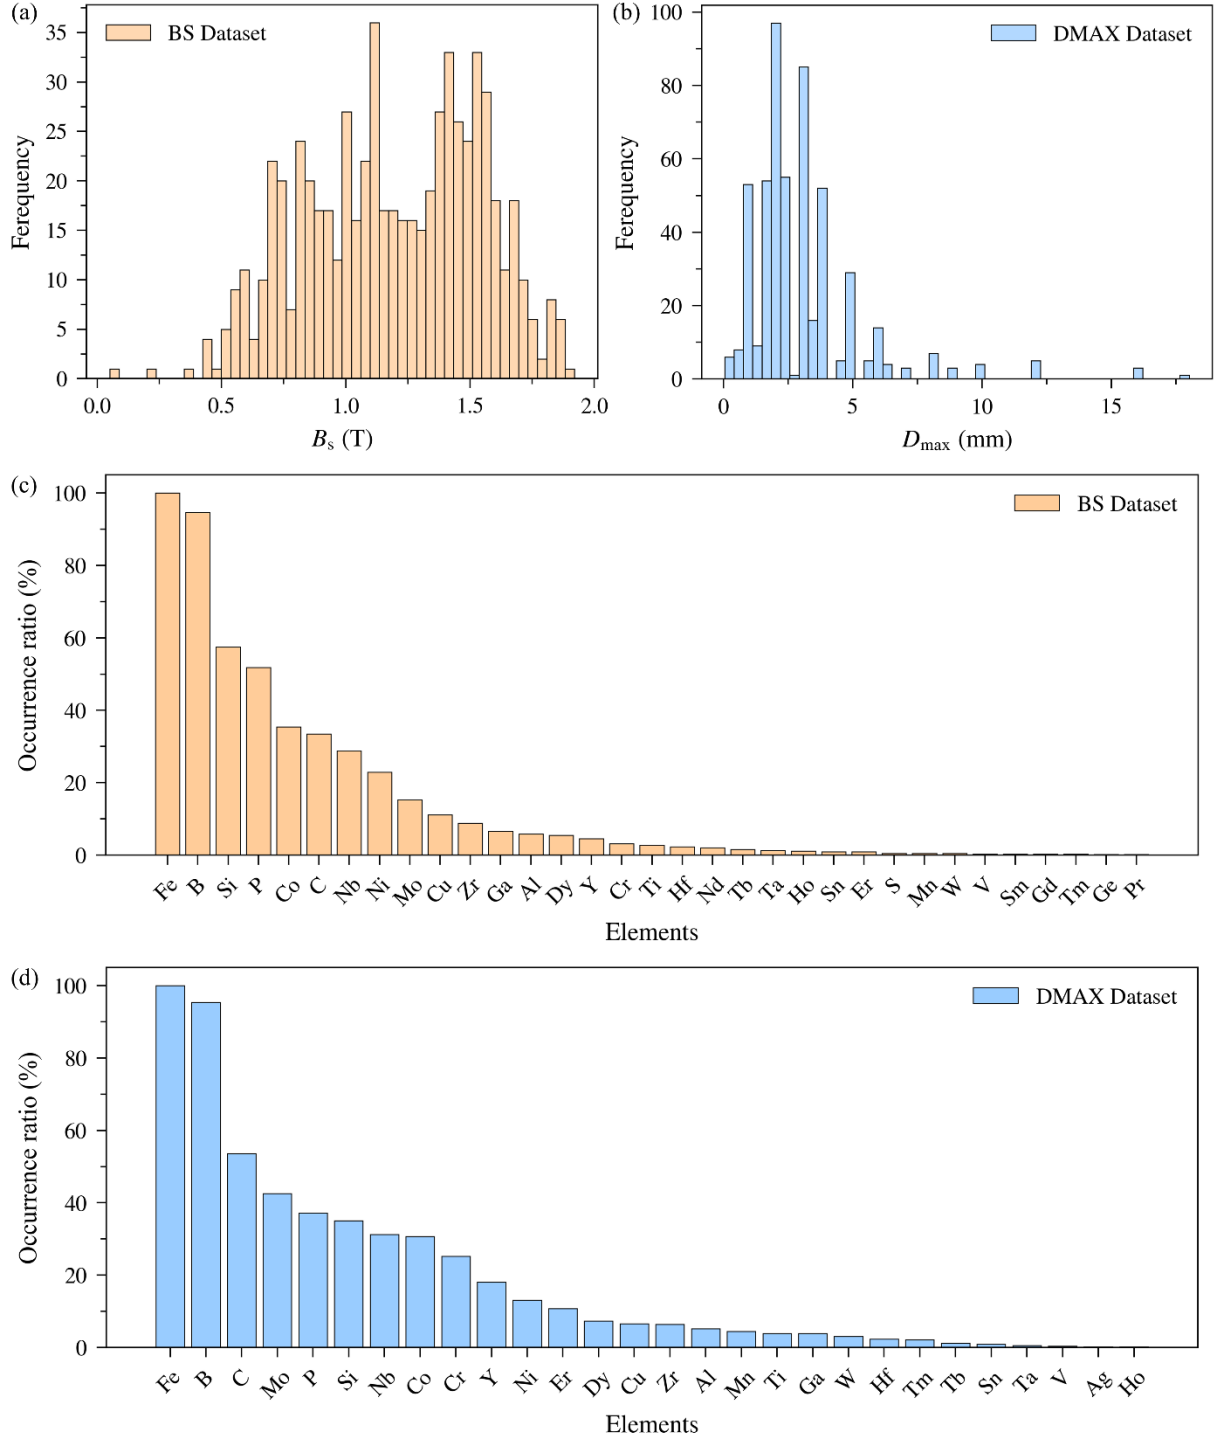 (a)
BS Dataset
Ferequency
35
30
25
20
15
10
5
0
0.0 0.5 1.0 1.5 2.0
Bs (T)
(b)
DMAX Dataset
Ferequency
100
80
60
40
20
0
0 5 10 15
Dmax (mm)
(c)
BS Dataset
Occurrence ratio (%)
100
80
60
40
20
0
Fe B Si P Co C Nb Ni Mo Cu Zr Ga Al Dy Y Cr Ti Hf Nd Tb Ta Ho Sn Er S Mn W V Sm Gd Tm Ge Pr
Elements
(d)
DMAX Dataset
Occurrence ratio (%)
100
80
60
40
20
0
Fe B C Mo P Si Nb Co Cr Y Ni Er Dy Cu Zr Al Mn Ti Ga W Hf Tm Tb Sn Ta V Ag Ho
Elements